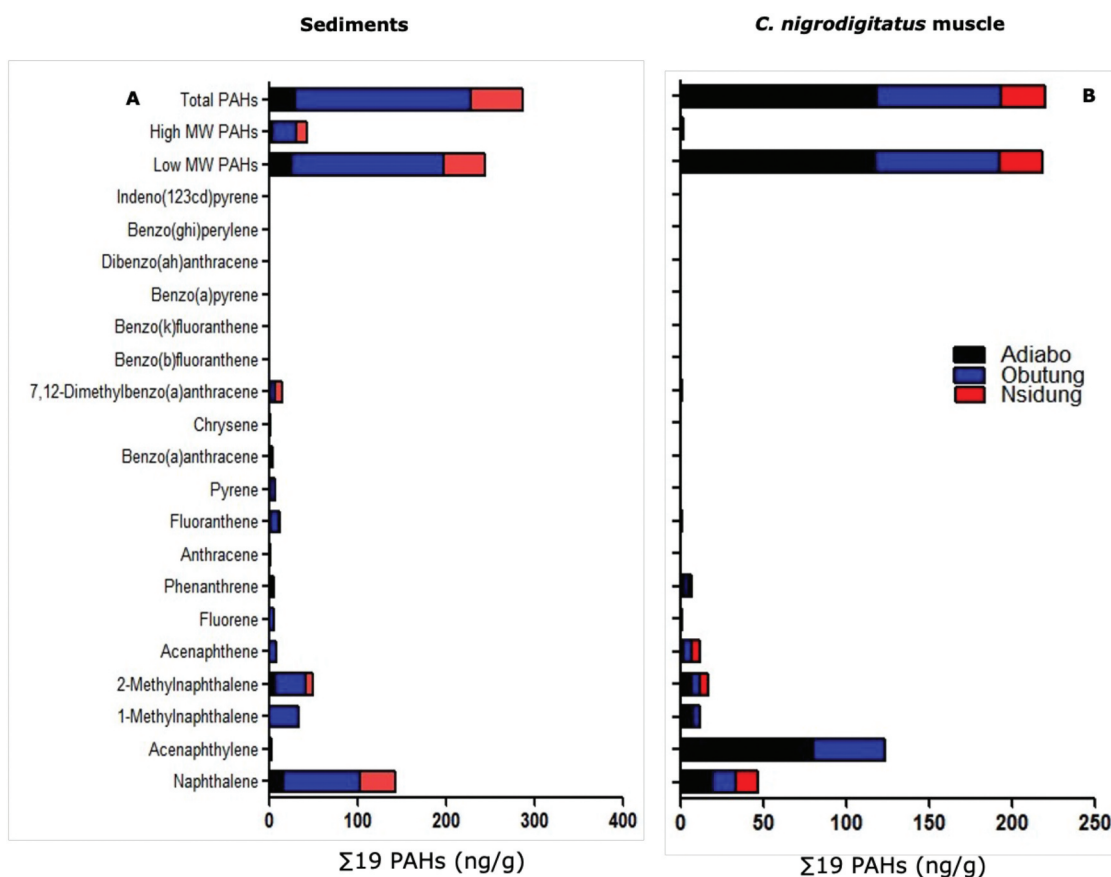 Sediments
C. nigrodigitatus muscle
A
B
Total PAHs
High MW PAHs
Low MW PAHs
Indeno(123cd)pyrene
Benzo(ghi)perylene
Dibenzo(ah)anthracene
Benzo(a)pyrene
Benzo(k)fluoranthene
Benzo(b)fluoranthene
7,12-Dimethylbenzo(a)anthracene
Chrysene
Benzo(a)anthracene
Pyrene
Fluoranthene
Anthracene
Phenanthrene
Fluorene
Acenaphthene
2-Methylnaphthalene
1-Methylnaphthalene
Acenaphthylene
Naphthalene
Adiabo
Obutung
Nsidung
0 100 200 300 400
0 50 100 150 200 250
∑19 PAHs (ng/g)
∑19 PAHs (ng/g)